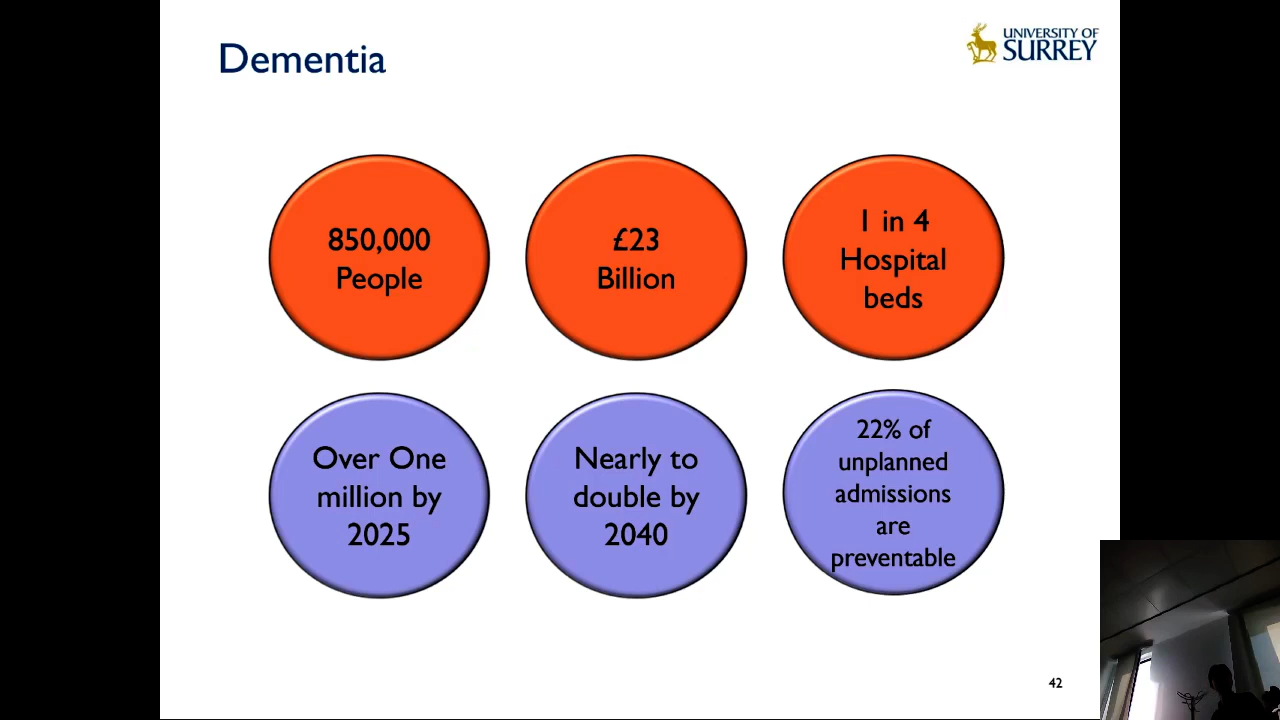 Dementia
UNIVERSITY OF
SURREY
850,000
People
£23
Billion
1 in 4
Hospital
beds
Over One
million by
2025
Nearly to
double by
2040
22% of
unplanned
admissions
are
preventable
42